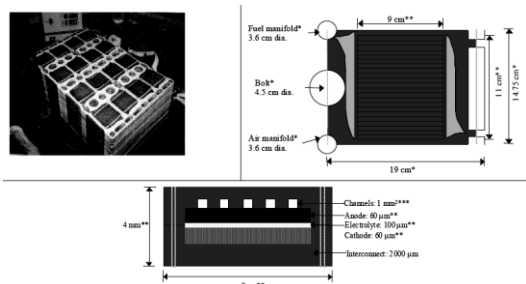 Fuel manifold*
3.6 cm dia.
Bolt*
4.5 cm dia.
Air manifold*
3.6 cm dia.
9 cm**
11 cm**
14.75 cm*
19 cm*
4 mm**
Channels: 1 mm²***
Anode: 60 µm**
Electrolyte: 100µm**
Cathode: 60 µm**
Interconnect: 2000 µm